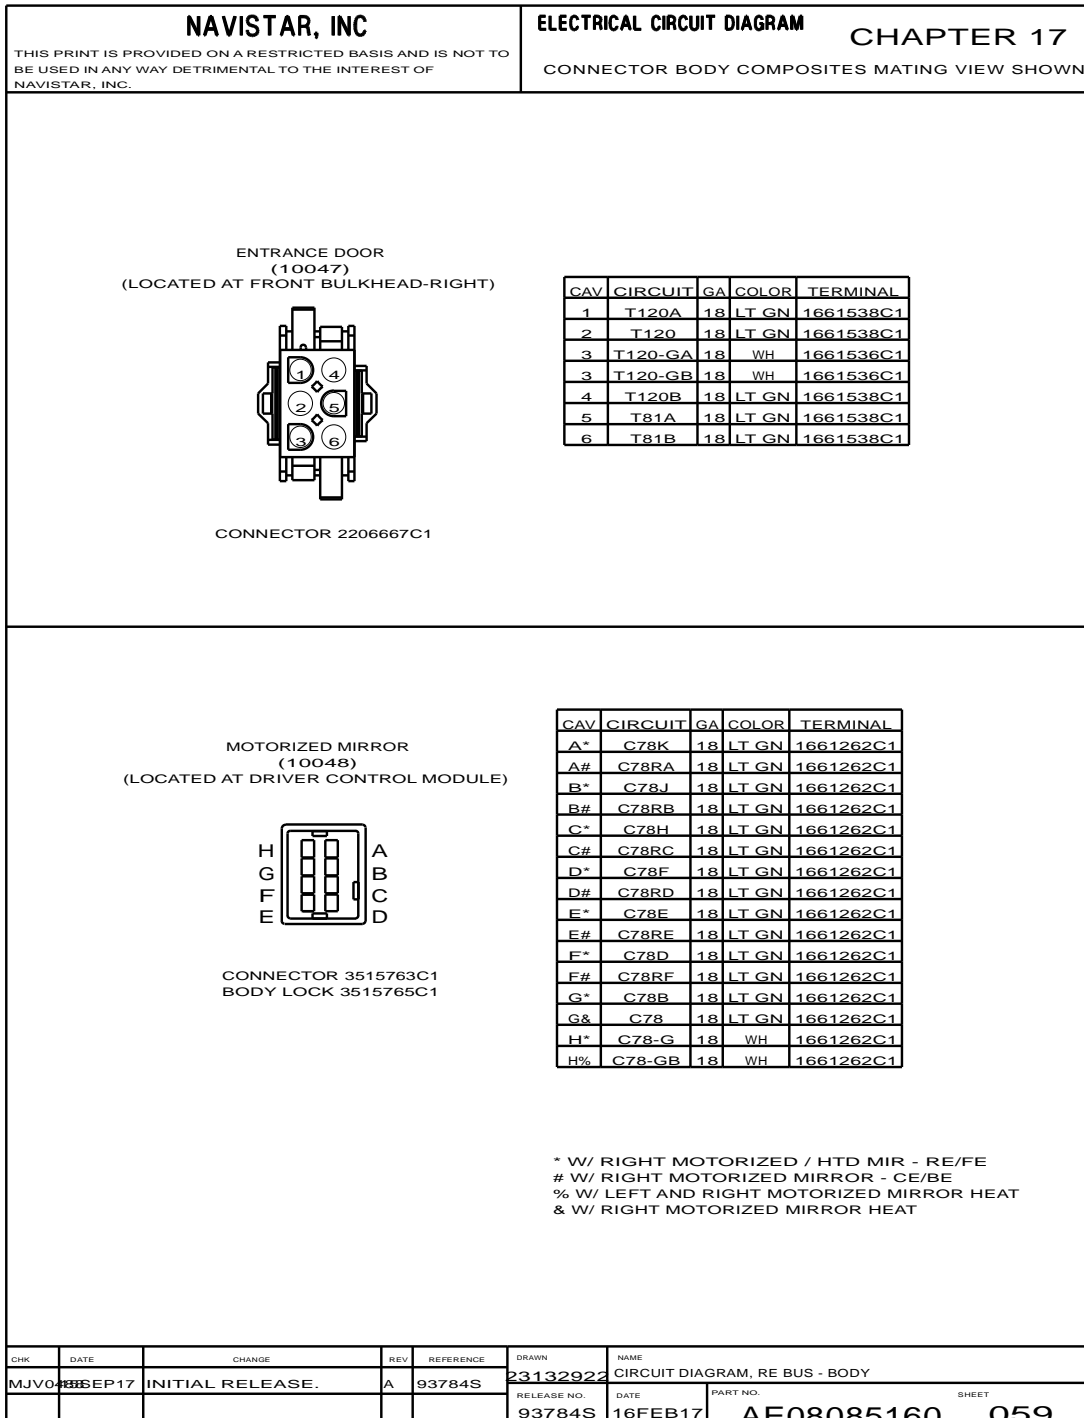 NAVISTAR, INC
THIS PRINT IS PROVIDED ON A RESTRICTED BASIS AND IS NOT TO
BE USED IN ANY WAY DETRIMENTAL TO THE INTEREST OF
NAVISTAR, INC.
ELECTRICAL CIRCUIT DIAGRAM
CHAPTER 17
CONNECTOR BODY COMPOSITES MATING VIEW SHOWN
ENTRANCE DOOR
(10047)
(LOCATED AT FRONT BULKHEAD-RIGHT)
1 4
2 5
3 6
CONNECTOR 2206667C1
CAV CIRCUIT GA COLOR TERMINAL
1 T120A 18 LT GN 1661538C1
2 T120 18 LT GN 1661538C1
3 T120-GA 18 WH 1661536C1
3 T120-GB 18 WH 1661536C1
4 T120B 18 LT GN 1661538C1
5 T81A 18 LT GN 1661538C1
6 T81B 18 LT GN 1661538C1
MOTORIZED MIRROR
(10048)
(LOCATED AT DRIVER CONTROL MODULE)
H A
G B
F C
E D
CONNECTOR 3515763C1
BODY LOCK 3515765C1
CAV CIRCUIT GA COLOR TERMINAL
A* C78K 18 LT GN 1661262C1
A# C78RA 18 LT GN 1661262C1
B* C78J 18 LT GN 1661262C1
B# C78RB 18 LT GN 1661262C1
C* C78H 18 LT GN 1661262C1
C# C78RC 18 LT GN 1661262C1
D* C78F 18 LT GN 1661262C1
D# C78RD 18 LT GN 1661262C1
E* C78E 18 LT GN 1661262C1
E# C78RE 18 LT GN 1661262C1
F* C78D 18 LT GN 1661262C1
F# C78RF 18 LT GN 1661262C1
G* C78B 18 LT GN 1661262C1
G& C78 18 LT GN 1661262C1
H* C78-G 18 WH 1661262C1
H% C78-GB 18 WH 1661262C1
* W/ RIGHT MOTORIZED / HTD MIR - RE/FE
# W/ RIGHT MOTORIZED MIRROR - CE/BE
% W/ LEFT AND RIGHT MOTORIZED MIRROR HEAT
& W/ RIGHT MOTORIZED MIRROR HEAT
CHK DATE CHANGE REV REFERENCE
INITIAL RELEASE. A 93784S
DRAWN
23132922
NAME
CIRCUIT DIAGRAM, RE BUS - BODY
RELEASE NO.
93784S
DATE
16FEB17
PART NO.
AE08085160
SHEET
059